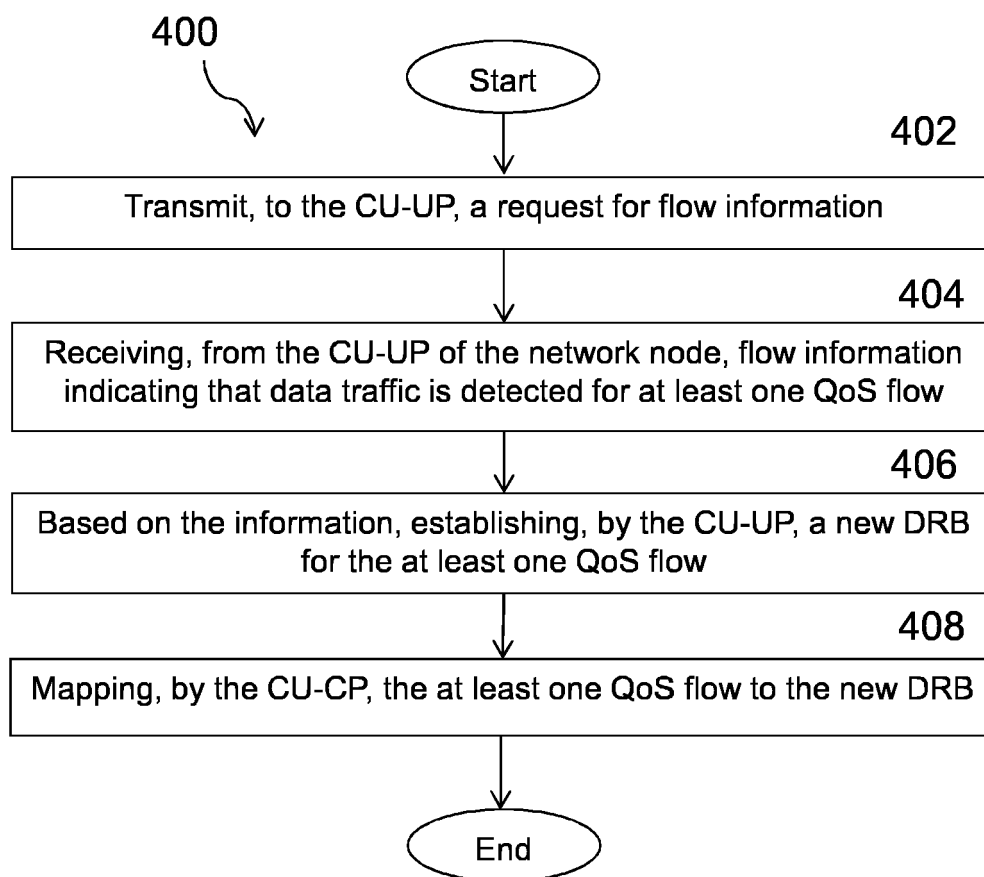 400
Start
402
Transmit, to the CU-UP, a request for flow information
404
Receiving, from the CU-UP of the network node, flow information
indicating that data traffic is detected for at least one QoS flow
406
Based on the information, establishing, by the CU-UP, a new DRB
for the at least one QoS flow
408
Mapping, by the CU-CP, the at least one QoS flow to the new DRB
End